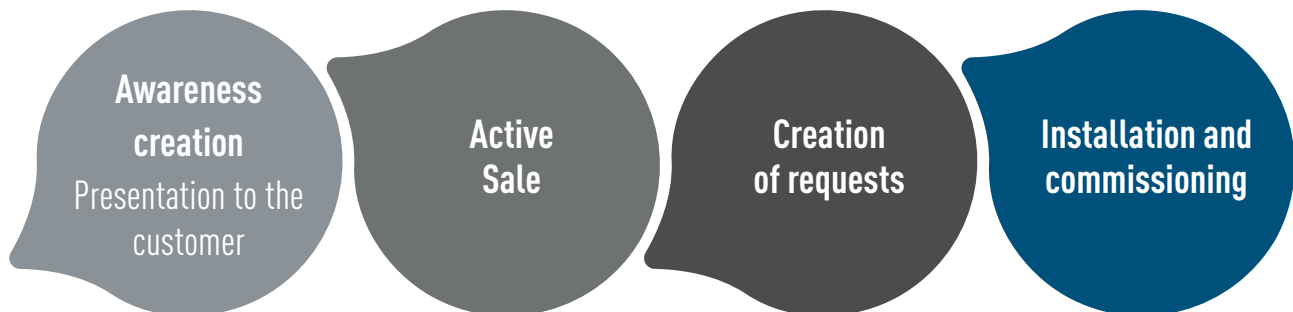 Awareness
creation
Presentation to the
customer
Active
Sale
Creation
of requests
Installation and
commissioning